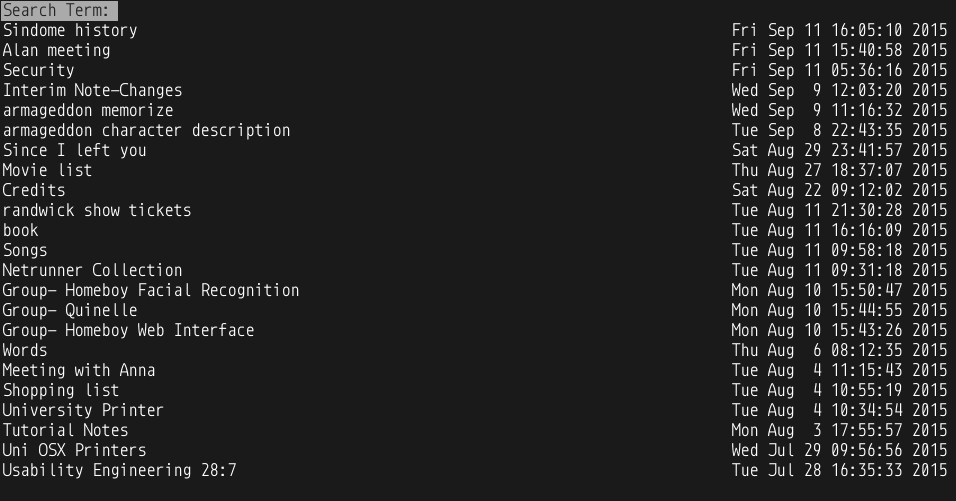 Search Term:
Sindome history Fri Sep 11 16:05:10 2015
Alan meeting Fri Sep 11 15:40:58 2015
Security Fri Sep 11 05:36:16 2015
Interim Note-Changes Wed Sep  9 12:03:20 2015
armageddon memorize Wed Sep  9 11:16:32 2015
armageddon character description Tue Sep  8 22:43:35 2015
Since I left you Sat Aug 29 23:41:57 2015
Movie list Thu Aug 27 18:37:07 2015
Credits Sat Aug 22 09:12:02 2015
randwick show tickets Tue Aug 11 21:30:28 2015
book Tue Aug 11 16:16:09 2015
Songs Tue Aug 11 09:58:18 2015
Netrunner Collection Tue Aug 11 09:31:18 2015
Group- Homeboy Facial Recognition Mon Aug 10 15:50:47 2015
Group- Quinelle Mon Aug 10 15:44:55 2015
Group- Homeboy Web Interface Mon Aug 10 15:43:26 2015
Words Thu Aug  6 08:12:35 2015
Meeting with Anna Tue Aug  4 11:15:43 2015
Shopping list Tue Aug  4 10:55:19 2015
University Printer Tue Aug  4 10:34:54 2015
Tutorial Notes Mon Aug  3 17:55:57 2015
Uni OSX Printers Wed Jul 29 09:56:56 2015
Usability Engineering 28:7 Tue Jul 28 16:35:33 2015